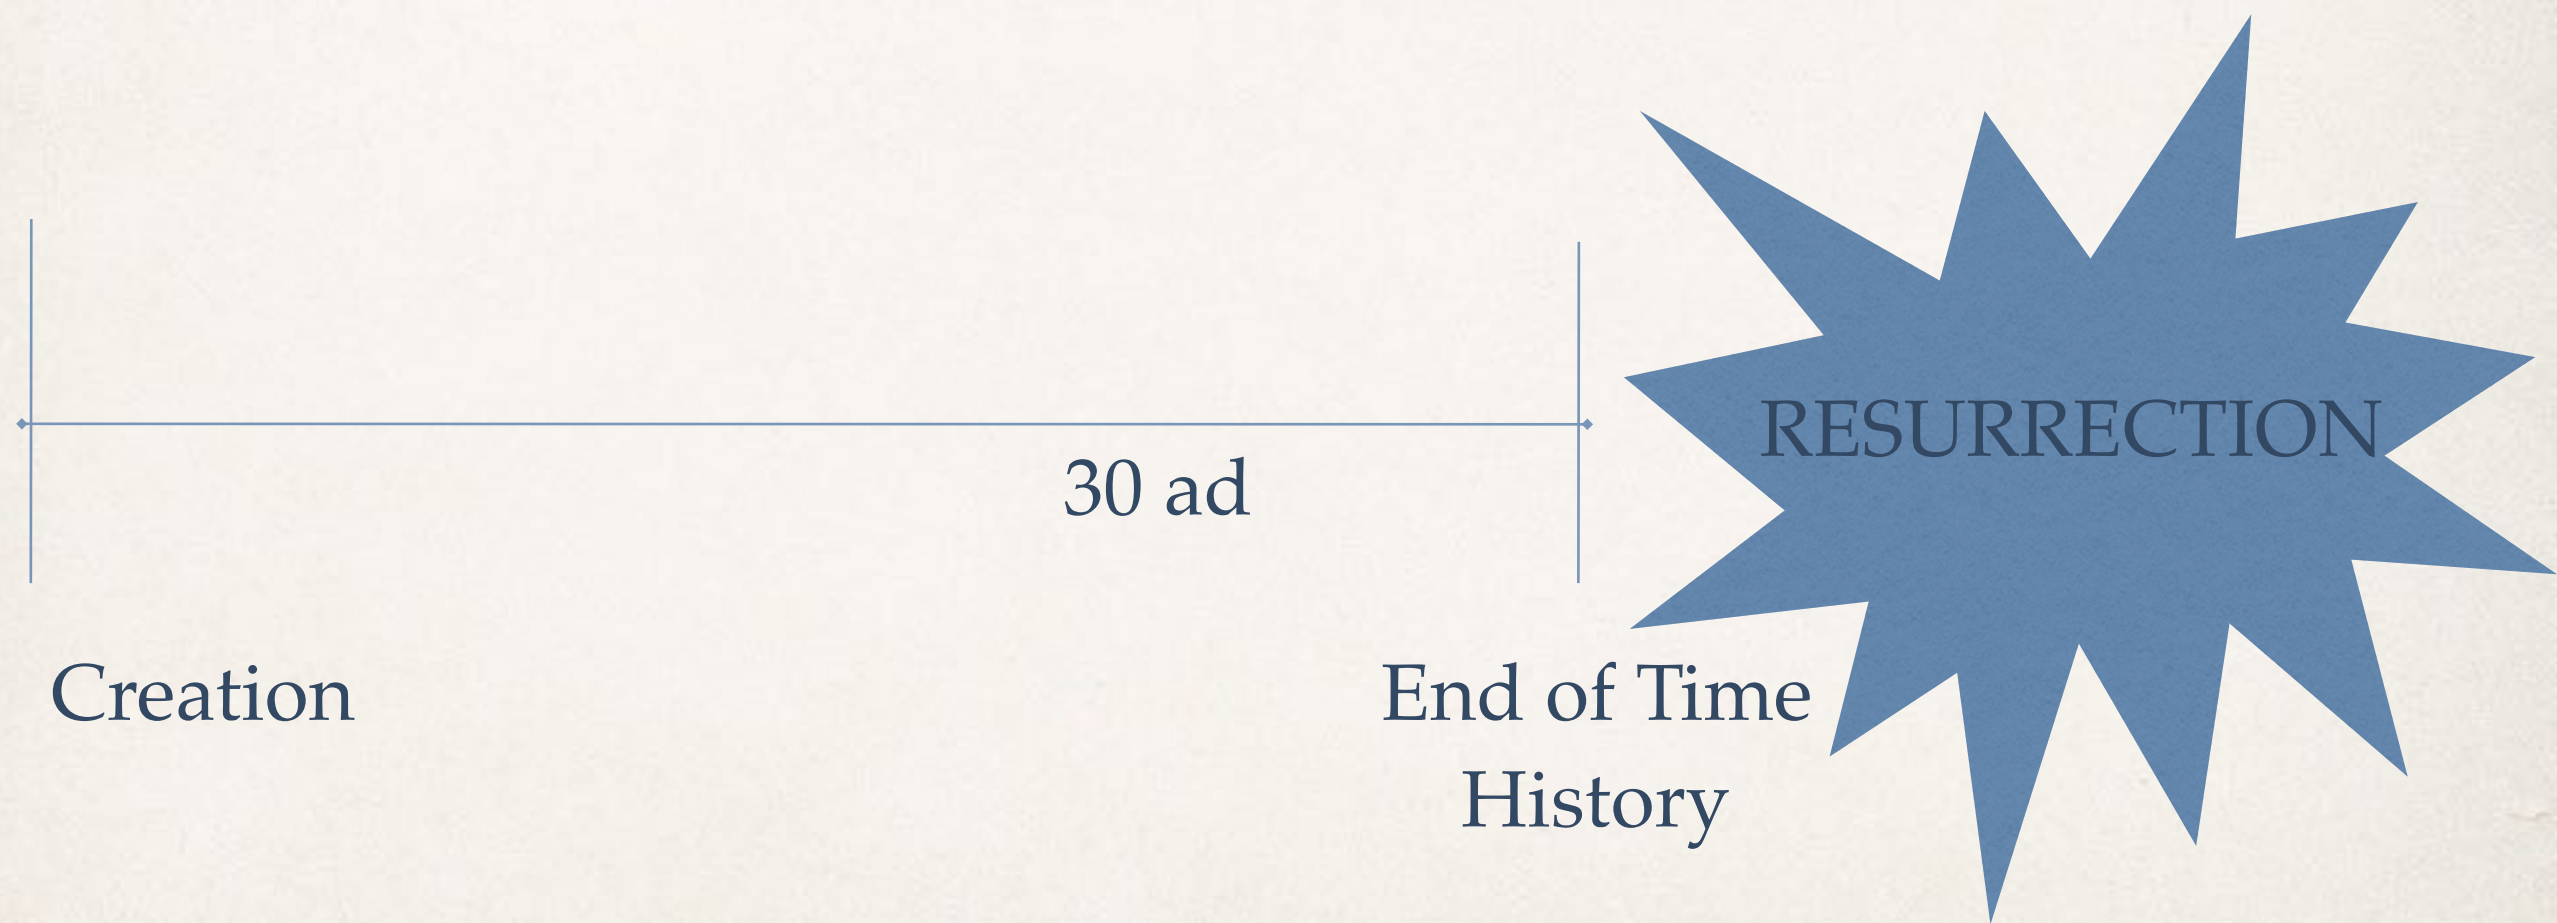 RESURRECTION
30 ad
Creation
End of Time
History